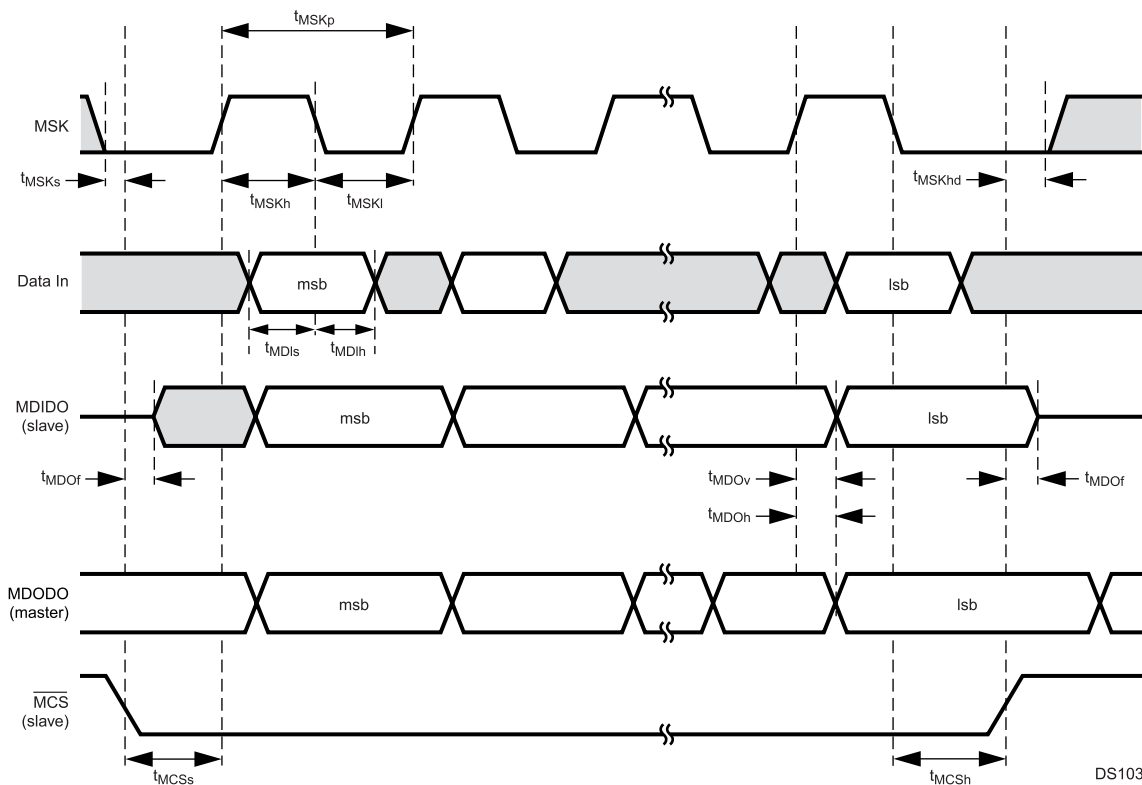 tMSKp
MSK
tMSKs
tMSKh
tMSKl
tMSKhd
Data In
msb
lsb
tMDIs
tMDIh
MDIDO
(slave)
msb
lsb
tMDOf
tMDOv
tMDOf
tMDOh
MDODO
(master)
msb
lsb
MCS
(slave)
tMCSs
tMCSh
DS103